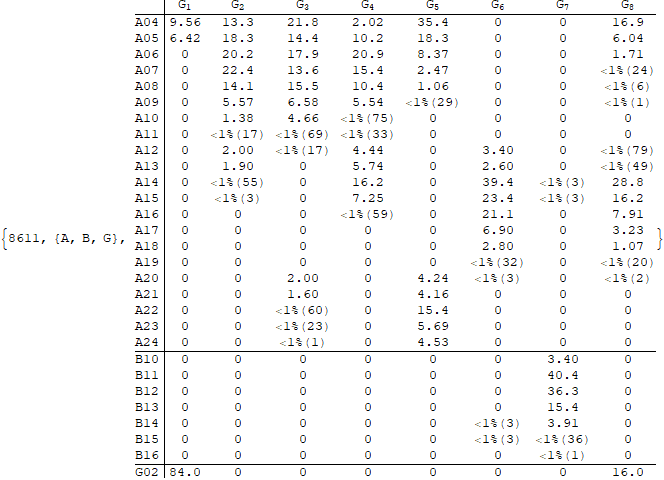 G1 G2 G3 G4 G5 G6 G7 G8
A04 9.56 13.3 21.8 2.02 35.4 0 0 16.9
A05 6.42 18.3 14.4 10.2 18.3 0 0 6.04
A06 0 20.2 17.9 20.9 8.37 0 0 1.71
A07 0 22.4 13.6 15.4 2.47 0 0 <1%(24)
A08 0 14.1 15.5 10.4 1.06 0 0 <1%(6)
A09 0 5.57 6.58 5.54 <1%(29) 0 0 <1%(1)
A10 0 1.38 4.66 <1%(75) 0 0 0 0
A11 0 <1%(17) <1%(69) <1%(33) 0 0 0 0
A12 0 2.00 <1%(17) 4.44 0 3.40 0 <1%(79)
A13 0 1.90 0 5.74 0 2.60 0 <1%(49)
A14 0 <1%(55) 0 16.2 0 39.4 <1%(3) 28.8
A15 0 <1%(3) 0 7.25 0 23.4 <1%(3) 16.2
A16 0 0 0 <1%(59) 0 21.1 0 7.91
A17 0 0 0 0 0 6.90 0 3.23
{8611, {A, B, G}, }
A18 0 0 0 0 0 2.80 0 1.07
A19 0 0 0 0 0 <1%(32) 0 <1%(20)
A20 0 0 2.00 0 4.24 <1%(3) 0 <1%(2)
A21 0 0 1.60 0 4.16 0 0 0
A22 0 0 <1%(60) 0 15.4 0 0 0
A23 0 0 <1%(23) 0 5.69 0 0 0
A24 0 0 <1%(1) 0 4.53 0 0 0
B10 0 0 0 0 0 0 3.40 0
B11 0 0 0 0 0 0 40.4 0
B12 0 0 0 0 0 0 36.3 0
B13 0 0 0 0 0 0 15.4 0
B14 0 0 0 0 0 <1%(3) 3.91 0
B15 0 0 0 0 0 <1%(3) <1%(36) 0
B16 0 0 0 0 0 0 <1%(1) 0
G02 84.0 0 0 0 0 0 0 16.0